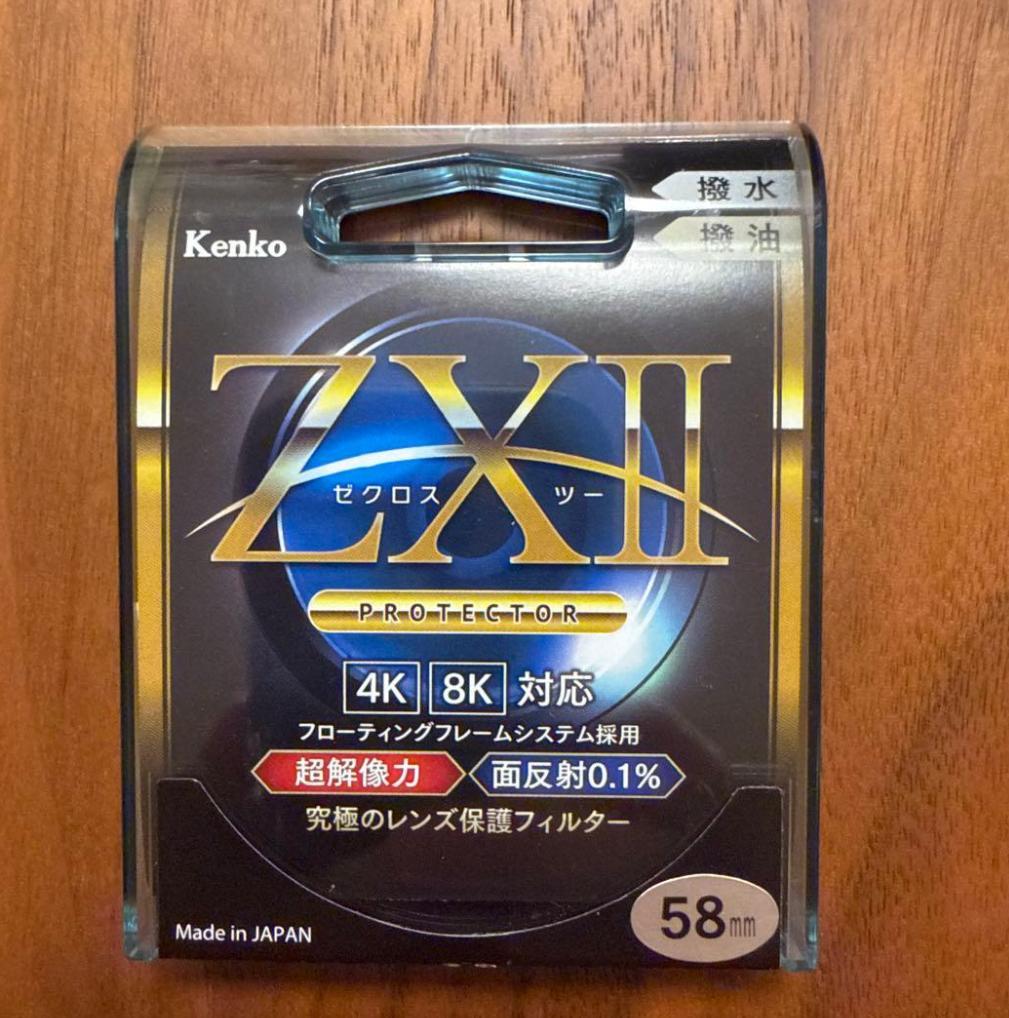 撥水
撥油
Kenko
ZXII
ゼクロス ツー
PROTECTOR
4K 8K 対応
フローティングフレームシステム採用
超解像力 面反射0.1%
究極のレンズ保護フィルター
58mm
Made in JAPAN